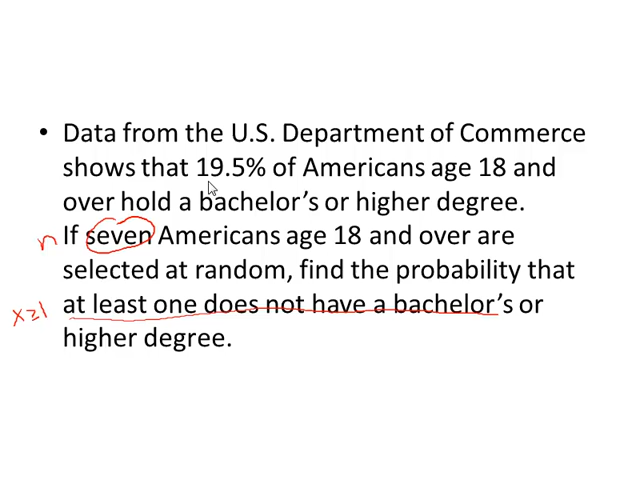 • Data from the U.S. Department of Commerce
shows that 19.5% of Americans age 18 and
over hold a bachelor's or higher degree.
n If seven Americans age 18 and over are
selected at random, find the probability that
x≥1 at least one does not have a bachelor's or
higher degree.